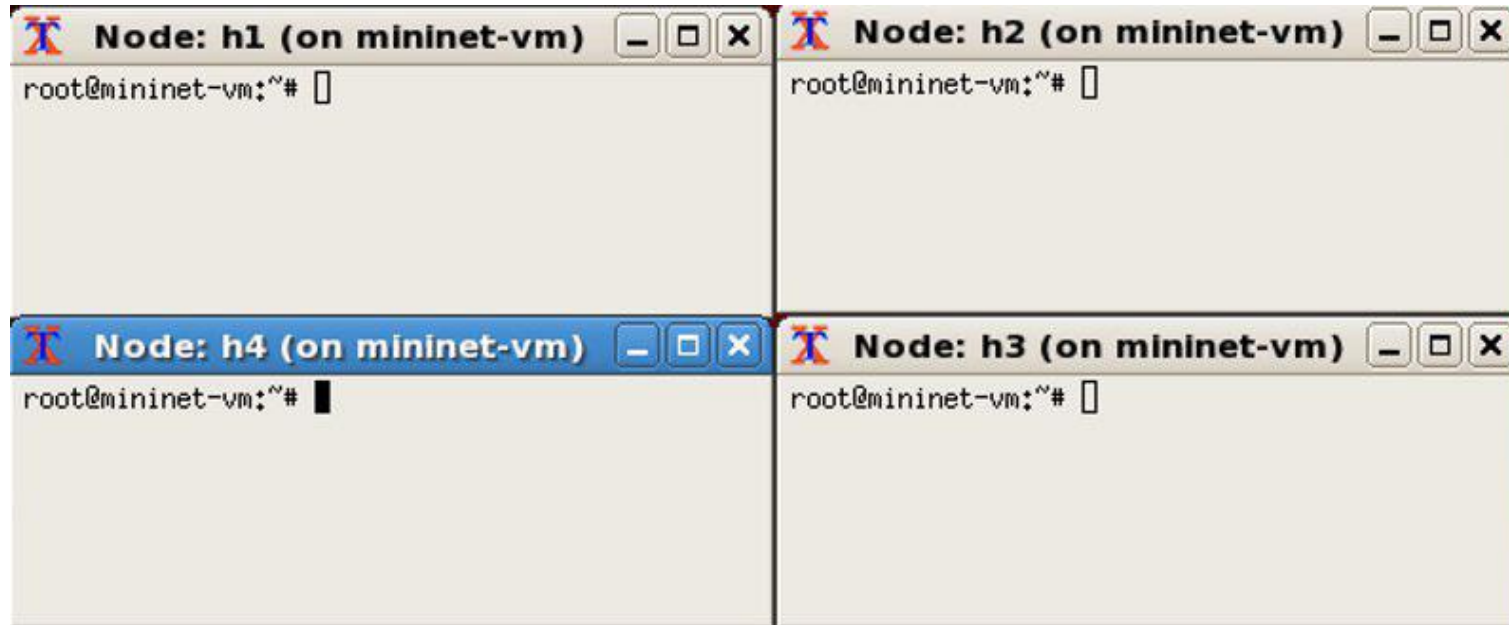 Node: h1 (on mininet-vm)
root@mininet-vm:~#
Node: h2 (on mininet-vm)
root@mininet-vm:~#
Node: h4 (on mininet-vm)
root@mininet-vm:~#
Node: h3 (on mininet-vm)
root@mininet-vm:~#